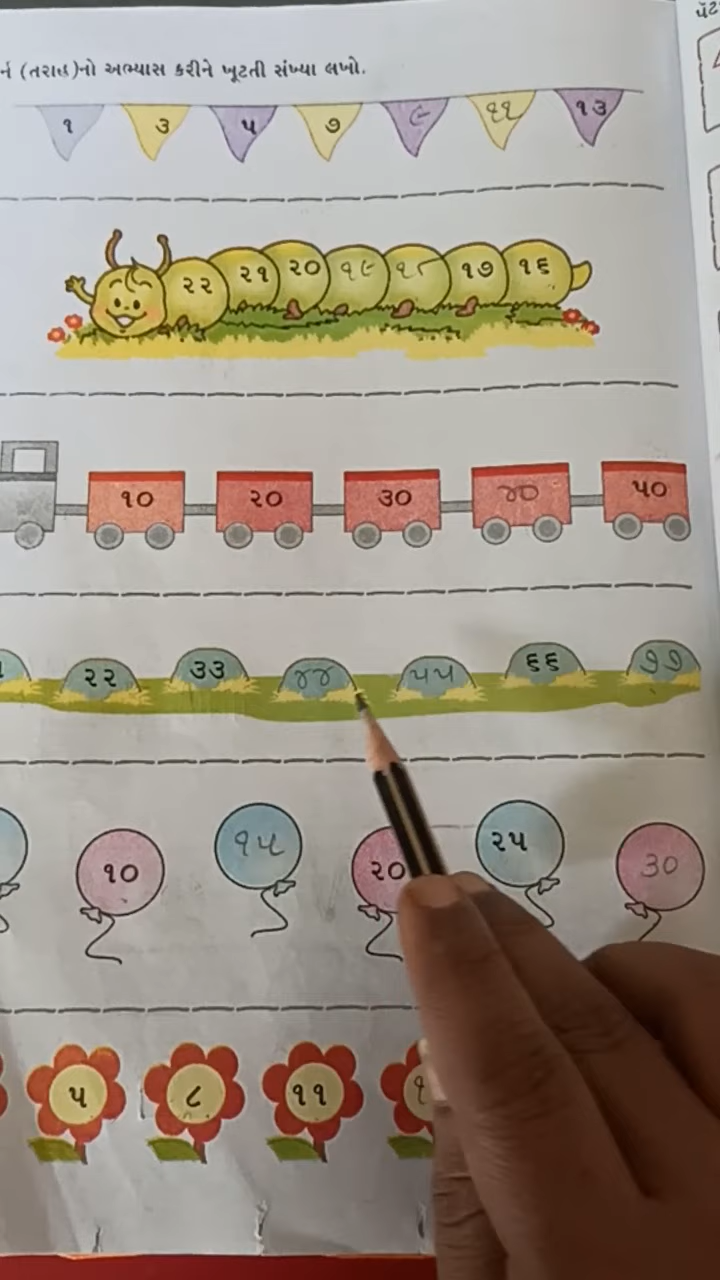 ર્ન (તરાહ)નો અભ્યાસ કરીને ખૂટતી સંખ્યા લખો.
૧ ૩ ૫ ૭ ૯ ૧૧ ૧૩
૨૨ ૨૧ ૨૦ ૧૯ ૧૮ ૧૭ ૧૬
૧૦ ૨૦ ૩૦ ૪૦ ૫૦
૨૨ ૩૩ ૪૪ ૫૫ ૬૬ ૭૭
૧૦ ૧૫ ૨૦ ૨૫ ૩૦
૫ ૮ ૧૧